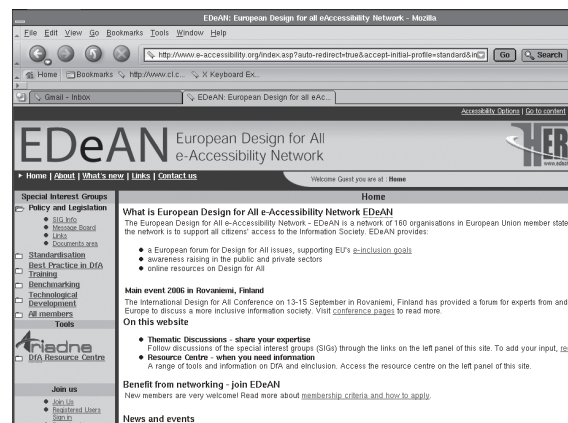 EDeAN: European Design for all eAccessibility Network - Mozilla
File Edit View Go Bookmarks Tools Window Help
http://www.e-accessibility.org/index.asp?auto-redirect=true&accept-initial-profile=standard&in Go Search
Home Bookmarks http://www.cl.c... X Keyboard Ex...
Gmail - Inbox EDeAN: European Design for all eAc...
Accessibility Options | Go to content
EDeAN European Design for All
e-Accessibility Network
HER
Home | About | What's new | Links | Contact us
Welcome Guest you are at : Home
Special Interest Groups
Policy and Legislation
SIG Info
Message Board
Links
Documents area
Standardisation
Best Practice in DfA
Training
Benchmarking
Technological
Development
All members
Tools
Ariadne
DfA Resource Centre
Join us
Join Us
Registered Users
Sign in
Home
What is European Design for All e-Accessibility Network EDeAN
The European Design for All e-Accessibility Network - EDeAN is a network of 160 organisations in European Union member state
the network is to support all citizens' access to the Information Society. EDeAN provides:
a European forum for Design for All issues, supporting EU's e-inclusion goals
awareness raising in the public and private sectors
online resources on Design for All
Main event 2006 in Rovaniemi, Finland
The International Design for All Conference on 13-15 September in Rovaniemi, Finland has provided a forum for experts from and
Europe to discuss a more inclusive information society. Visit conference pages to read more.
On this website
Thematic Discussions - share your expertise
Follow discussions of the special interest groups (SIGs) through the links on the left panel of this site. To add your input, re
Resource Centre - when you need information
A range of tools and information on DfA and eInclusion. Access the resource centre on the left panel of this site.
Benefit from networking - join EDeAN
New members are very welcome! Read more about membership criteria and how to apply.
News and events